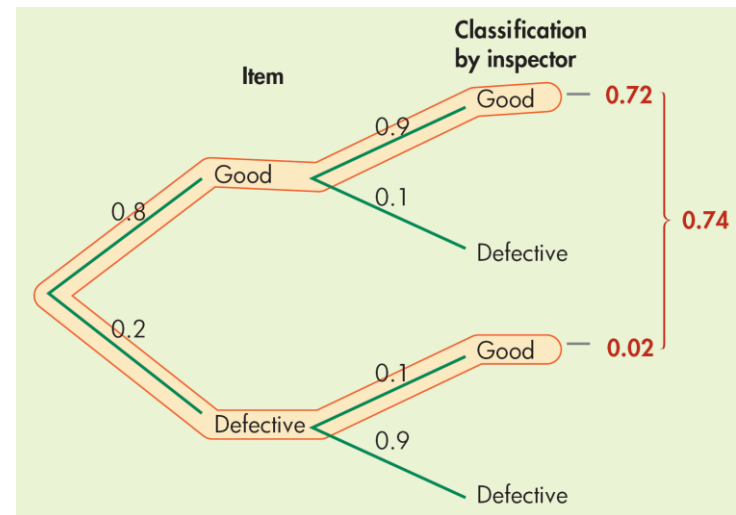 Classification
by inspector
Item
Good
0.72
0.9
Good
0.1
0.8
0.74
Defective
0.2
Good
0.02
0.1
Defective
0.9
Defective